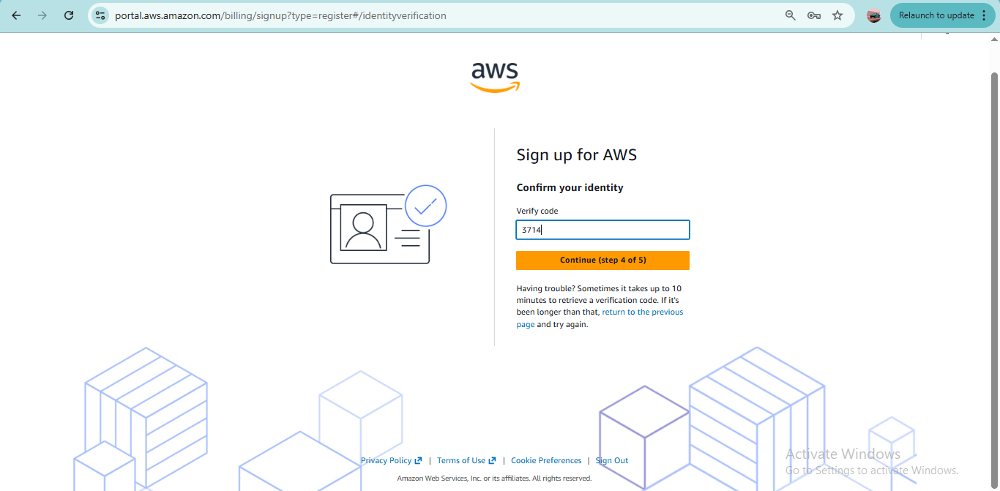 portal.aws.amazon.com/billing/signup?type=register#/identityverification
Relaunch to update
aws
Sign up for AWS
Confirm your identity
Verify code
3714
Continue (step 4 of 5)
Having trouble? Sometimes it takes up to 10
minutes to retrieve a verification code. If it's
been longer than that, return to the previous
page and try again.
Activate Windows
Go to Settings to activate Windows.
Privacy Policy | Terms of Use | Cookie Preferences | Sign Out
Amazon Web Services, Inc. or its affiliates. All rights reserved.